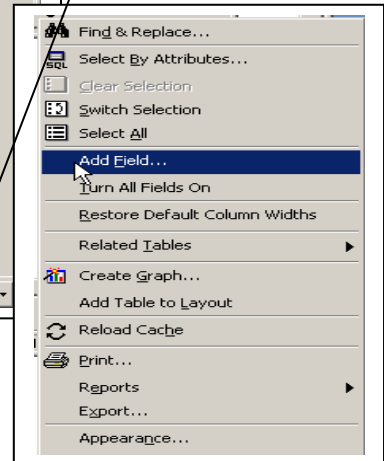 Find & Replace...
SQL
Select By Attributes...
Clear Selection
Switch Selection
Select All
Add Field...
Turn All Fields On
Restore Default Column Widths
Related Tables
Create Graph...
Add Table to Layout
Reload Cache
Print...
Reports
Export...
Appearance...